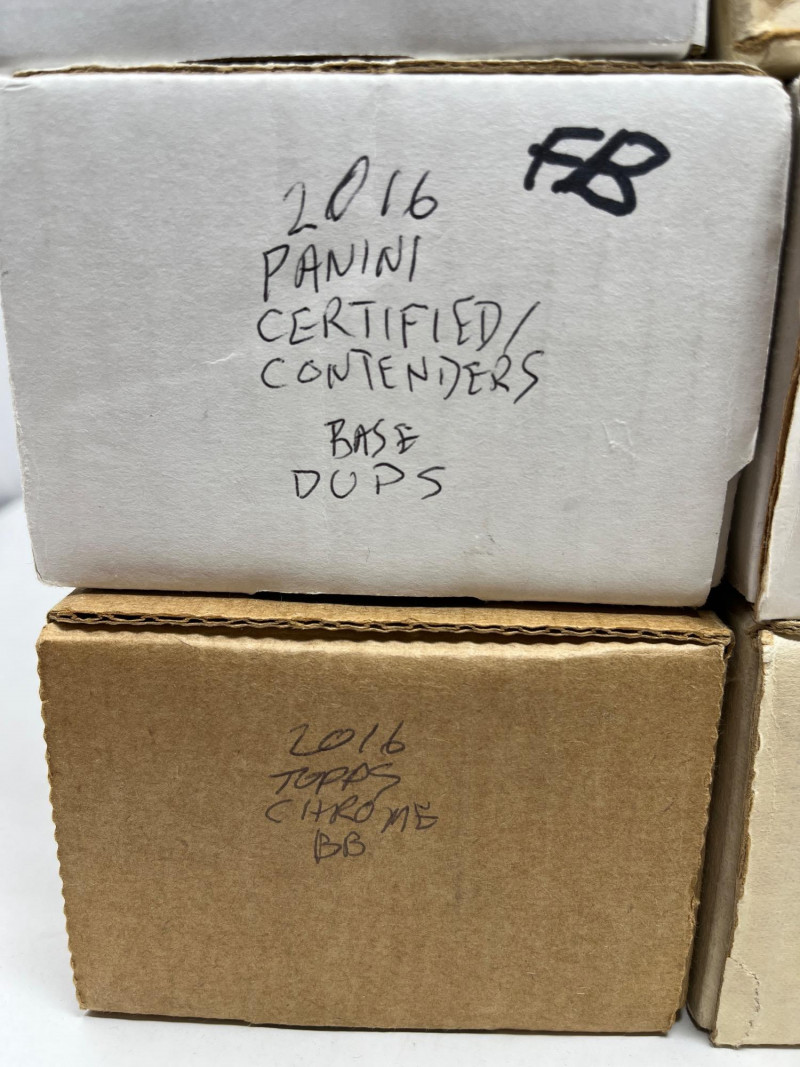 FB
2016
PANINI
CERTIFIED/
CONTENDERS
BASE
DUPS
2016
TOPPS
CHROME
BB